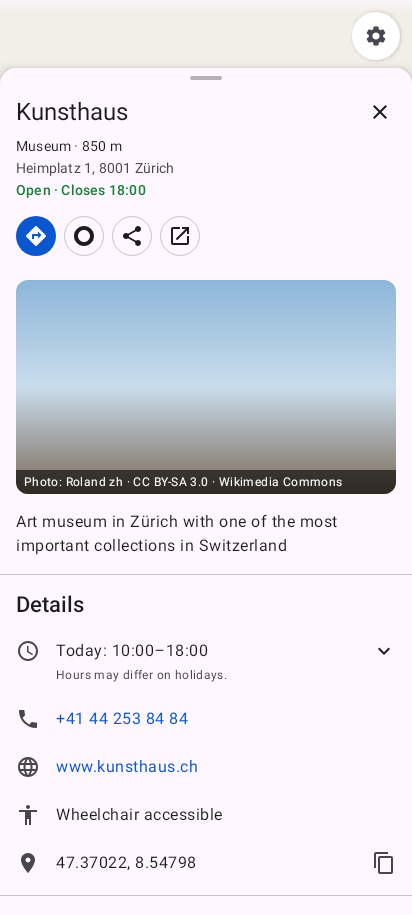 Kunsthaus
Museum · 850 m
Heimplatz 1, 8001 Zürich
Open · Closes 18:00
Photo: Roland zh · CC BY-SA 3.0 · Wikimedia Commons
Art museum in Zürich with one of the most
important collections in Switzerland
Details
Today: 10:00–18:00
Hours may differ on holidays.
+41 44 253 84 84
www.kunsthaus.ch
Wheelchair accessible
47.37022, 8.54798